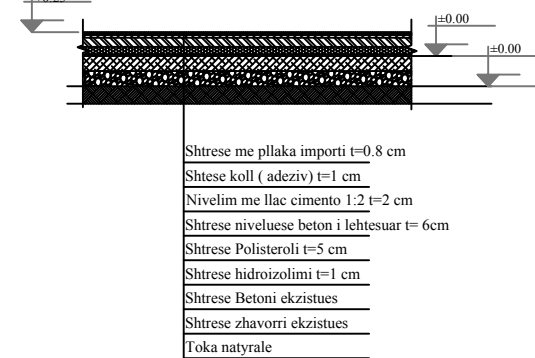 ±0.00
±0.00
Shtrese me pllaka importi t=0.8 cm
Shtese koll ( adeziv) t=1 cm
Nivelim me llac cimento 1:2 t=2 cm
Shtrese niveluese beton i lehtesuar t= 6cm
Shtrese Polisteroli t=5 cm
Shtrese hidroizolimi t=1 cm
Shtrese Betoni ekzistues
Shtrese zhavorri ekzistues
Toka natyrale